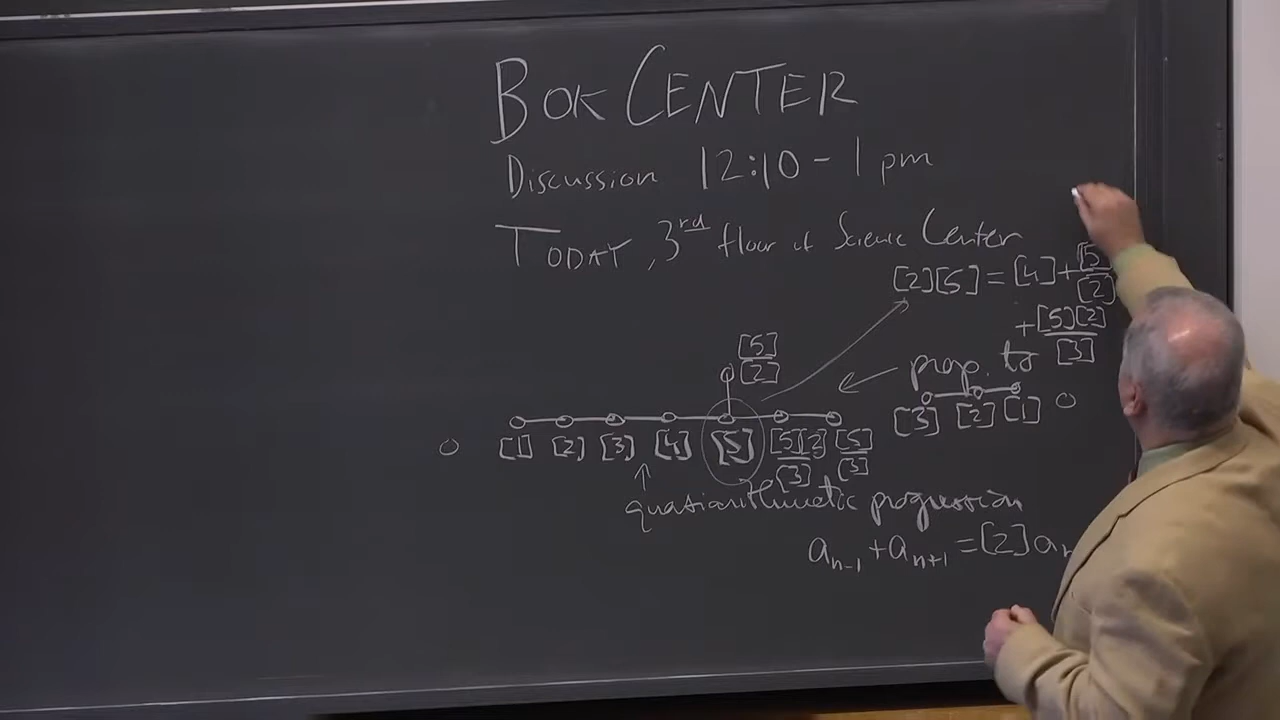 BOK CENTER
Discussion 12:10 - 1 pm
TODAY, 3rd floor of Science Center
[2][5] = [4] + [5]/[2]
+ [5][2]/[3]
[5]/[2]
prop. to
[3] [2] [1] 0
0 [1] [2] [3] [4] [5] [5][2]/[3] [5]/[3]
quasiarithmetic progression
a_{n-1} + a_{n+1} = [2] a_n